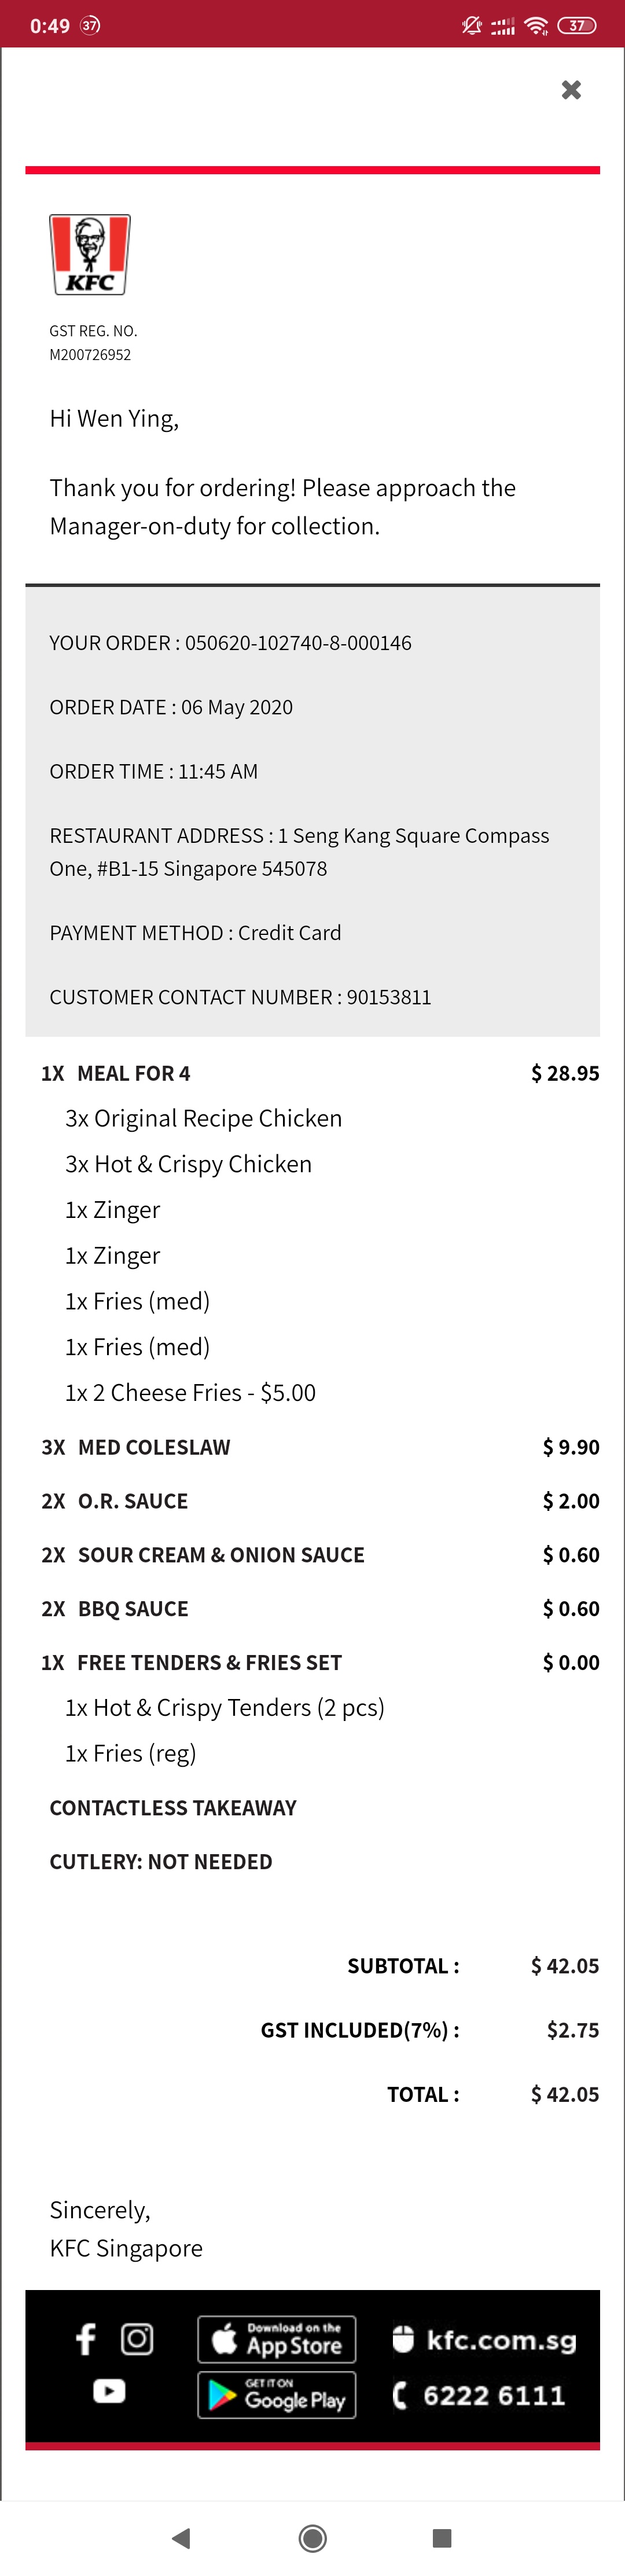 0:49 37 37
KFC
GST REG. NO.
M200726952
Hi Wen Ying,
Thank you for ordering! Please approach the
Manager-on-duty for collection.
YOUR ORDER : 050620-102740-8-000146
ORDER DATE : 06 May 2020
ORDER TIME : 11:45 AM
RESTAURANT ADDRESS : 1 Seng Kang Square Compass
One, #B1-15 Singapore 545078
PAYMENT METHOD : Credit Card
CUSTOMER CONTACT NUMBER : 90153811
1X MEAL FOR 4 $ 28.95
3x Original Recipe Chicken
3x Hot & Crispy Chicken
1x Zinger
1x Zinger
1x Fries (med)
1x Fries (med)
1x 2 Cheese Fries - $5.00
3X MED COLESLAW $ 9.90
2X O.R. SAUCE $ 2.00
2X SOUR CREAM & ONION SAUCE $ 0.60
2X BBQ SAUCE $ 0.60
1X FREE TENDERS & FRIES SET $ 0.00
1x Hot & Crispy Tenders (2 pcs)
1x Fries (reg)
CONTACTLESS TAKEAWAY
CUTLERY: NOT NEEDED
SUBTOTAL : $ 42.05
GST INCLUDED(7%) : $2.75
TOTAL : $ 42.05
Sincerely,
KFC Singapore
Download on the
App Store
kfc.com.sg
GET IT ON
Google Play
6222 6111